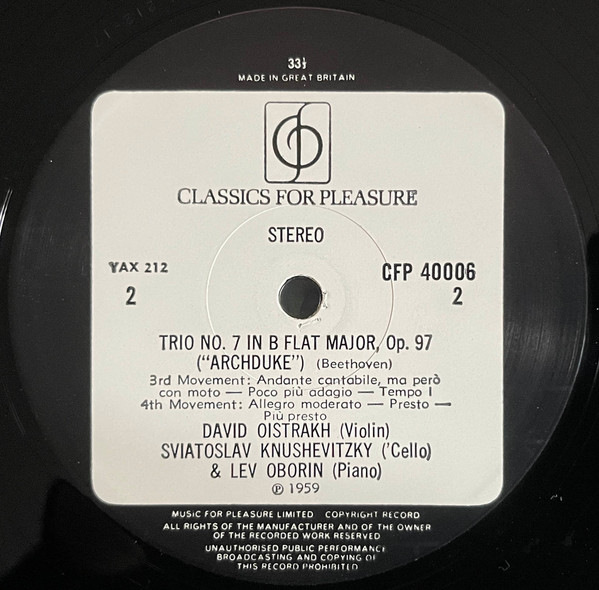 33⅓
MADE IN GREAT BRITAIN
CLASSICS FOR PLEASURE
STEREO
YAX 212
CFP 40006
2
2
TRIO NO. 7 IN B FLAT MAJOR, Op. 97
("ARCHDUKE") (Beethoven)
3rd Movement: Andante cantabile, ma però
con moto — Poco più adagio — Tempo I
4th Movement: Allegro moderato — Presto —
Più presto
DAVID OISTRAKH (Violin)
SVIATOSLAV KNUSHEVITZKY ('Cello)
& LEV OBORIN (Piano)
℗ 1959
MUSIC FOR PLEASURE LIMITED COPYRIGHT RECORD
ALL RIGHTS OF THE MANUFACTURER AND OF THE OWNER
OF THE RECORDED WORK RESERVED
UNAUTHORISED PUBLIC PERFORMANCE
BROADCASTING AND COPYING OF
THIS RECORD PROHIBITED